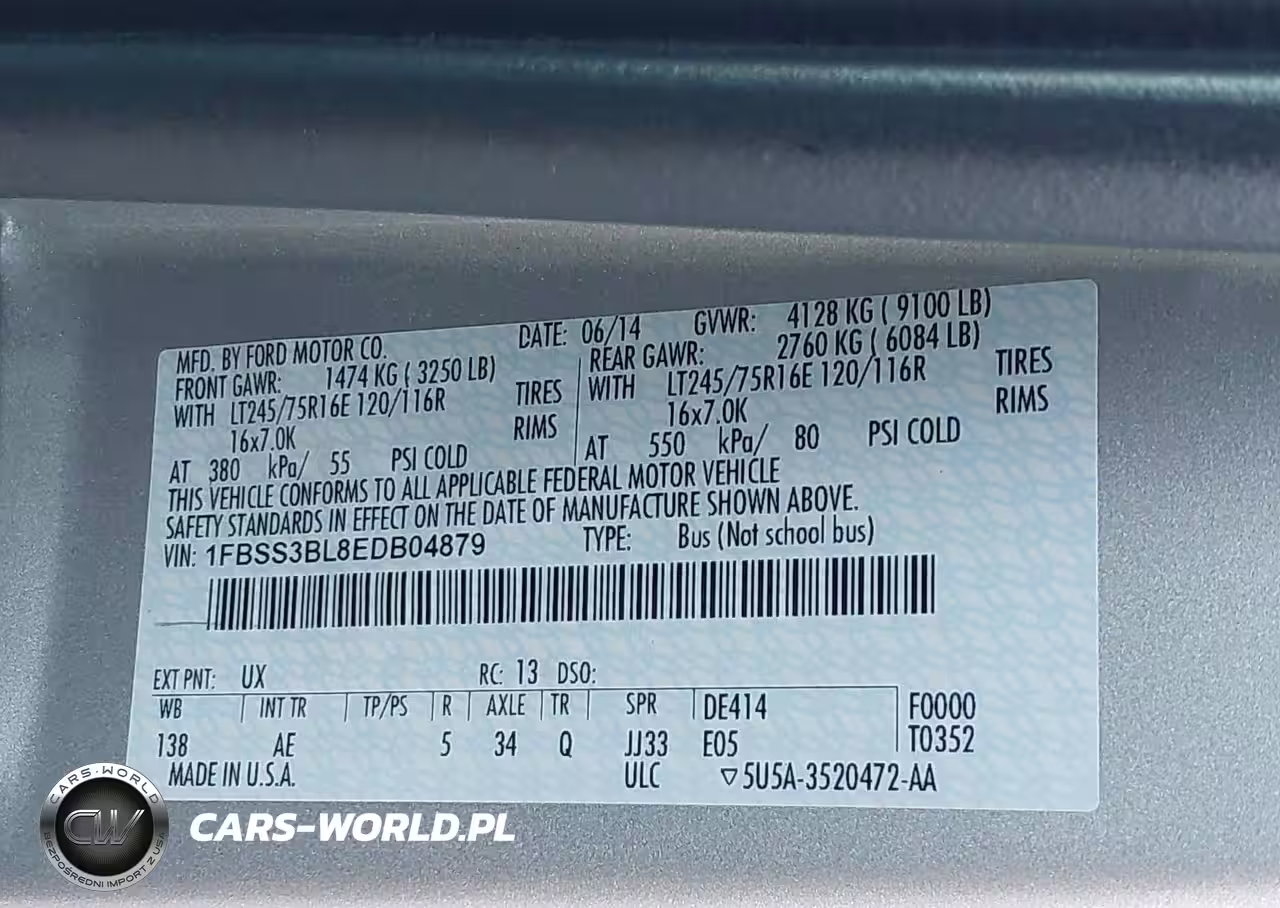 MFD. BY FORD MOTOR CO. DATE: 06/14 GVWR: 4128 KG ( 9100 LB)
FRONT GAWR: 1474 KG ( 3250 LB) REAR GAWR: 2760 KG ( 6084 LB)
WITH LT245/75R16E 120/116R TIRES WITH LT245/75R16E 120/116R TIRES
16x7.0K RIMS 16x7.0K RIMS
AT 380 kPa/ 55 PSI COLD AT 550 kPa/ 80 PSI COLD
THIS VEHICLE CONFORMS TO ALL APPLICABLE FEDERAL MOTOR VEHICLE
SAFETY STANDARDS IN EFFECT ON THE DATE OF MANUFACTURE SHOWN ABOVE.
VIN: 1FBSS3BL8EDB04879 TYPE: Bus (Not school bus)
EXT PNT: UX RC: 13 DSO:
WB INT TR TP/PS R AXLE TR SPR DE414 F0000
138 AE 5 34 Q JJ33 E05 T0352
MADE IN U.S.A. ULC ▽5U5A-3520472-AA
CARS-WORLD
CW
BEZPOŚREDNI IMPORT Z USA
CARS-WORLD.PL